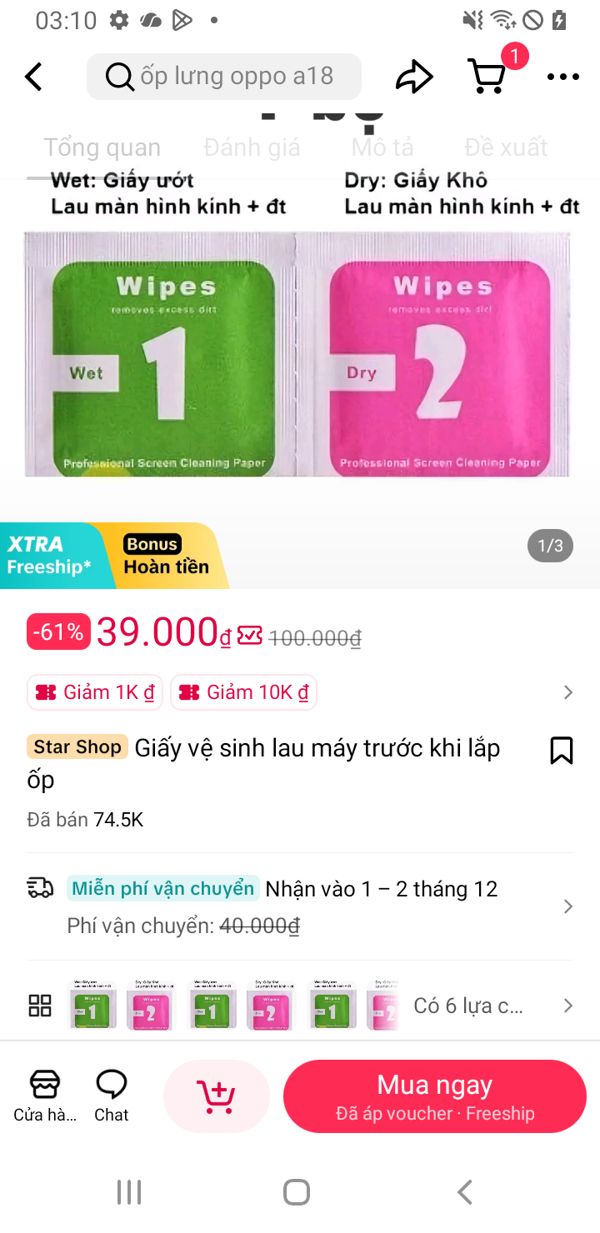 03:10
1
ốp lưng oppo a18
Tổng quan Đánh giá Mô tả Đề xuất
Wet: Giấy ướt
Lau màn hình kính + đt
Dry: Giấy Khô
Lau màn hình kính + đt
Wipes
removes excess dirt
Wet
1
Professional Screen Cleaning Paper
Wipes
removes excess dirt
Dry
2
Professional Screen Cleaning Paper
XTRA
Freeship*
Bonus
Hoàn tiền
1/3
-61% 39.000₫ 100.000₫
Giảm 1K ₫ Giảm 10K ₫
Star Shop Giấy vệ sinh lau máy trước khi lắp
ốp
Đã bán 74.5K
Miễn phí vận chuyển Nhận vào 1 – 2 tháng 12
Phí vận chuyển: 40.000₫
Có 6 lựa c...
Cửa hà... Chat
Mua ngay
Đã áp voucher · Freeship